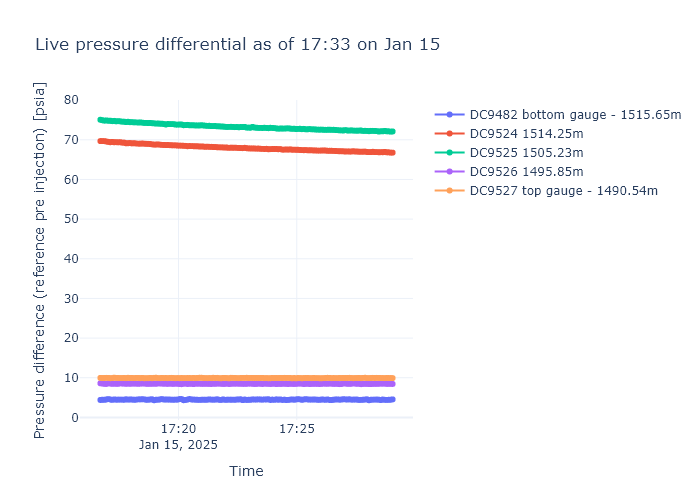 Live pressure differential as of 17:33 on Jan 15
Pressure difference (reference pre injection) [psia]
80
70
60
50
40
30
20
10
0
17:20
Jan 15, 2025
17:25
Time
DC9482 bottom gauge - 1515.65m
DC9524 1514.25m
DC9525 1505.23m
DC9526 1495.85m
DC9527 top gauge - 1490.54m